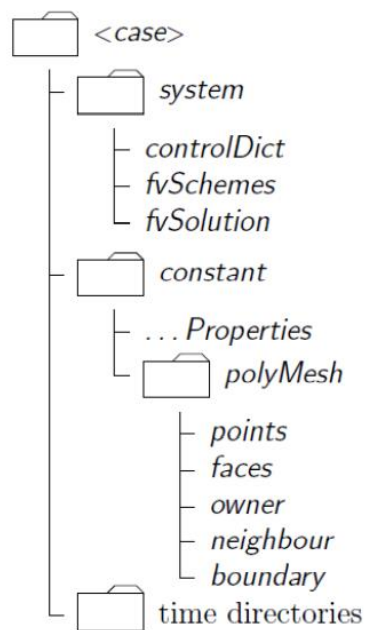 <case>
system
controlDict
fvSchemes
fvSolution
constant
...Properties
polyMesh
points
faces
owner
neighbour
boundary
time directories